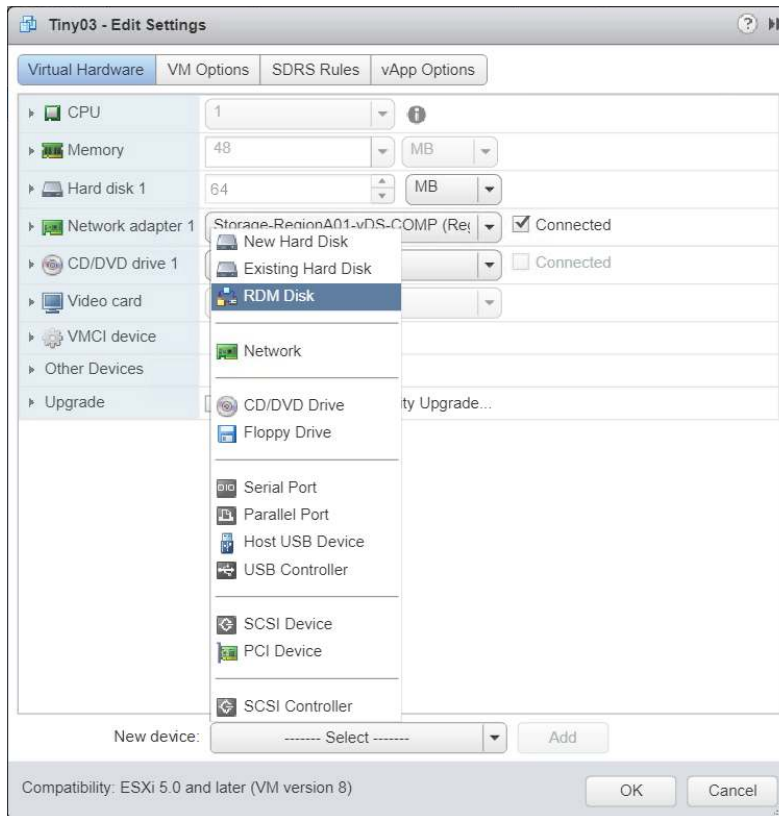 Tiny03 - Edit Settings
?
Virtual Hardware VM Options SDRS Rules vApp Options
CPU 1
Memory 48 MB
Hard disk 1 64 MB
Network adapter 1 Storage-RegionA01-vDS-COMP (Reg Connected
New Hard Disk
CD/DVD drive 1 Connected
Existing Hard Disk
Video card
RDM Disk
VMCI device
Network
Other Devices
Upgrade ity Upgrade...
CD/DVD Drive
Floppy Drive
Serial Port
Parallel Port
Host USB Device
USB Controller
SCSI Device
PCI Device
SCSI Controller
New device: ------- Select ------- Add
Compatibility: ESXi 5.0 and later (VM version 8) OK Cancel